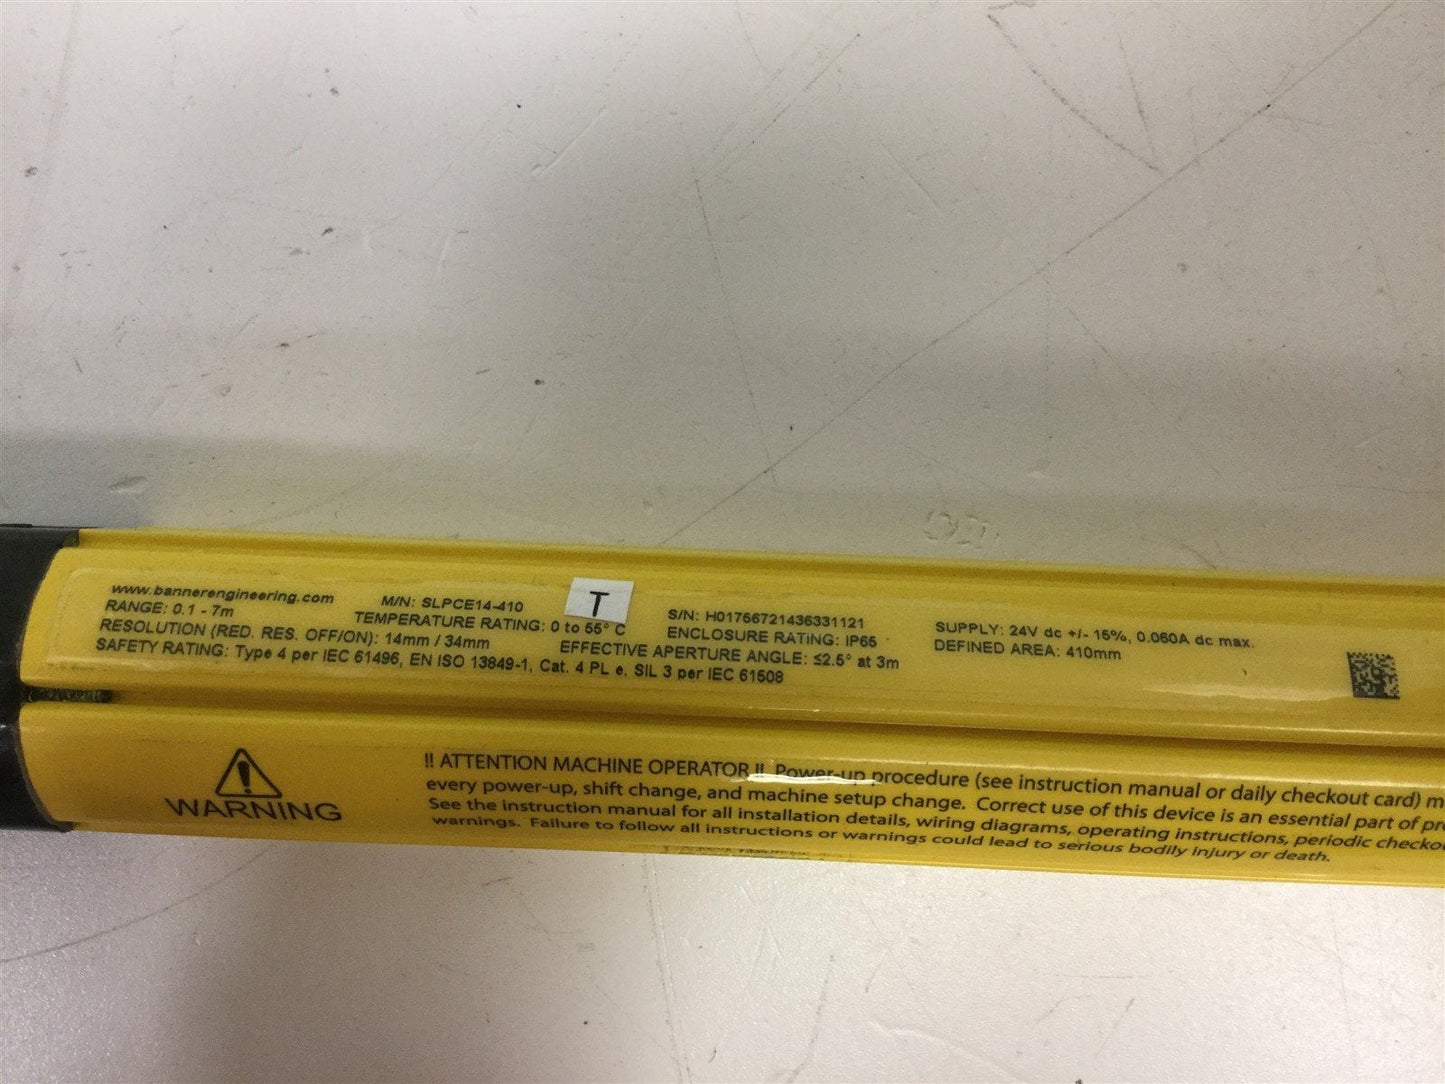 www.bannerengineering.com M/N: SLPCE14-410 T S/N: H01756721436331121 SUPPLY: 24V dc +/- 15%, 0.060A dc max.
RANGE: 0.1 - 7m TEMPERATURE RATING: 0 to 55° C ENCLOSURE RATING: IP65 DEFINED AREA: 410mm
RESOLUTION (RED. RES. OFF/ON): 14mm / 34mm EFFECTIVE APERTURE ANGLE: ≤2.5° at 3m
SAFETY RATING: Type 4 per IEC 61496, EN ISO 13849-1, Cat. 4 PL e, SIL 3 per IEC 61508
WARNING
!! ATTENTION MACHINE OPERATOR !! Power-up procedure (see instruction manual or daily checkout card) m
every power-up, shift change, and machine setup change. Correct use of this device is an essential part of pr
See the instruction manual for all installation details, wiring diagrams, operating instructions, periodic checko
warnings. Failure to follow all instructions or warnings could lead to serious bodily injury or death.